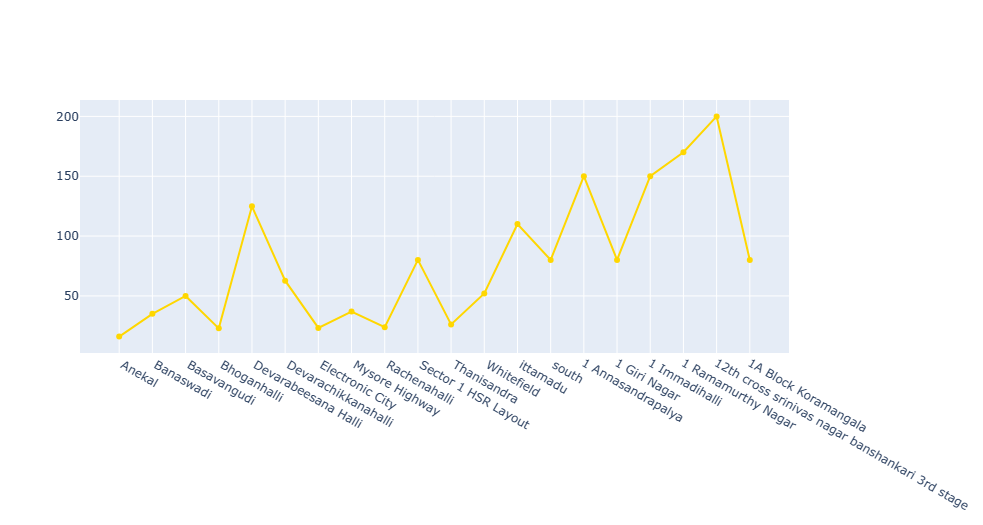 200
150
100
50
Anekal
Banaswadi
Basavangudi
Bhoganhalli
Devarabeesana Halli
Devarachikkanahalli
Electronic City
Mysore Highway
Rachenahalli
Sector 1 HSR Layout
Thanisandra
Whitefield
ittamadu
south
1 Annasandrapalya
1 Giri Nagar
1 Immadihalli
1 Ramamurthy Nagar
12th cross srinivas nagar banshankari 3rd stage
1A Block Koramangala